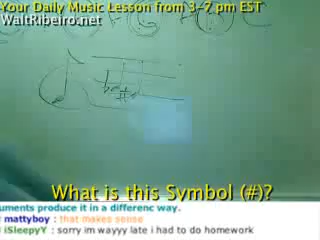 Your Daily Music Lesson from 3-7 pm EST
WaltRibeiro.net
What is this Symbol (#)?
uments produce it in a differenc way.
mattyboy : that makes sense
iSleepyY : sorry im wayyy late i had to do homework